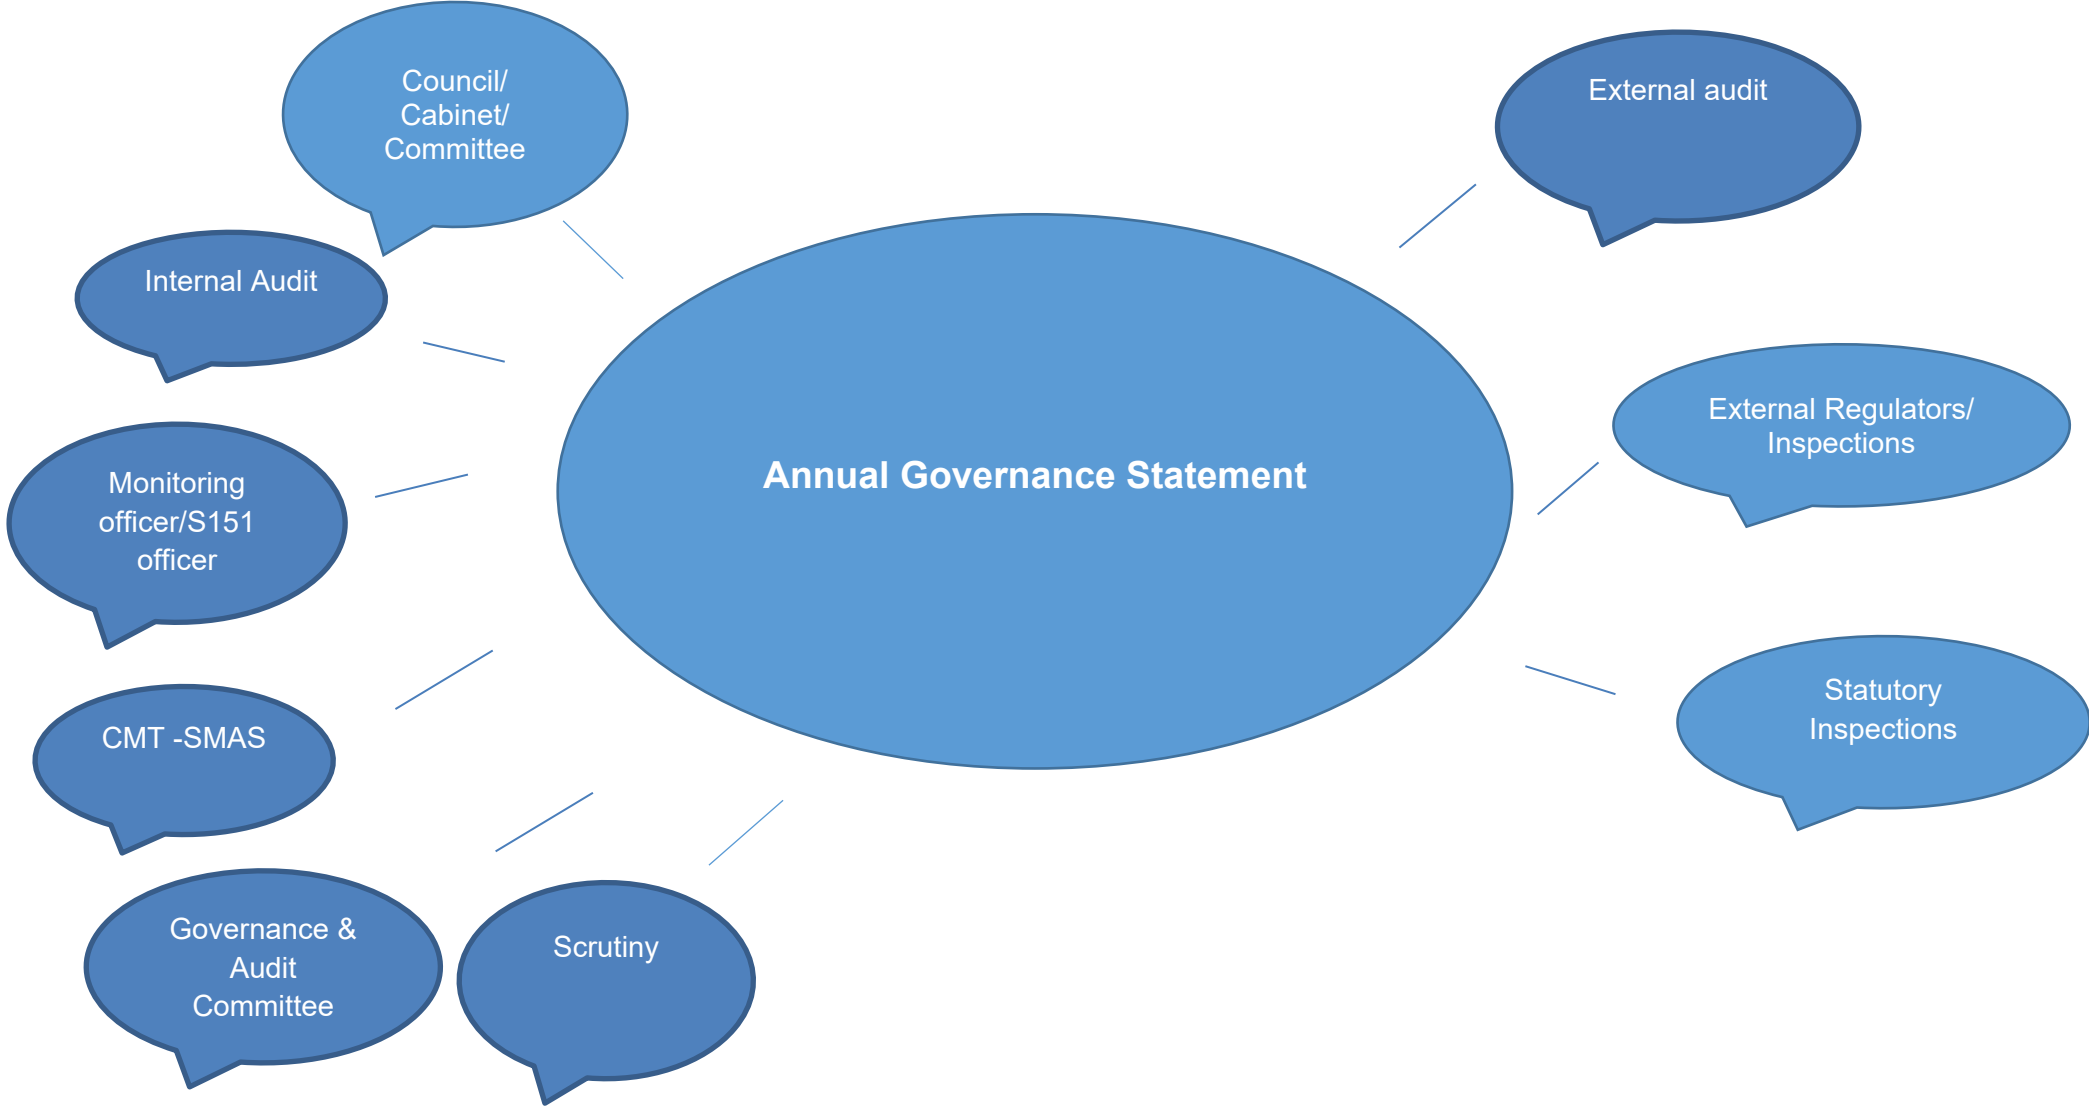 Council/
Cabinet/
Committee
External audit
Internal Audit
External Regulators/
Inspections
Annual Governance Statement
Monitoring
officer/S151
officer
Statutory
Inspections
CMT -SMAS
Governance &
Audit
Committee
Scrutiny